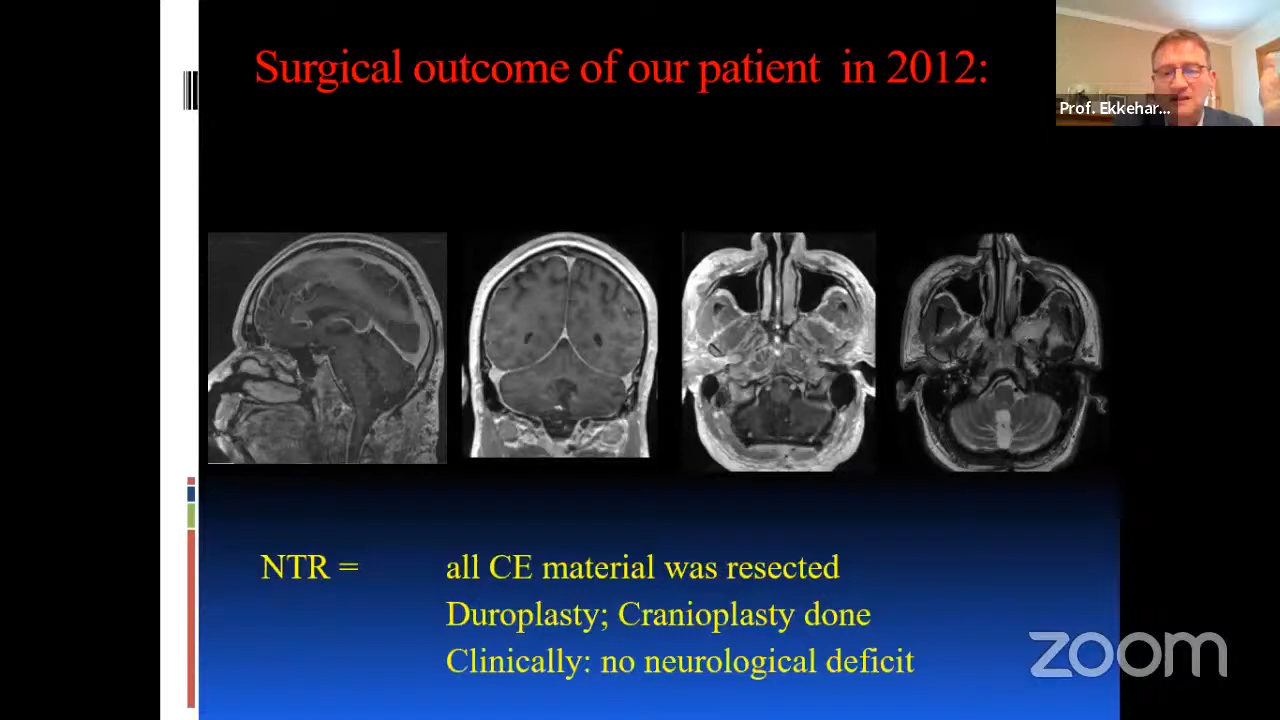 Surgical outcome of our patient in 2012:
Prof. Ekkehar...
NTR = all CE material was resected
Duroplasty; Cranioplasty done
Clinically: no neurological deficit
zoom